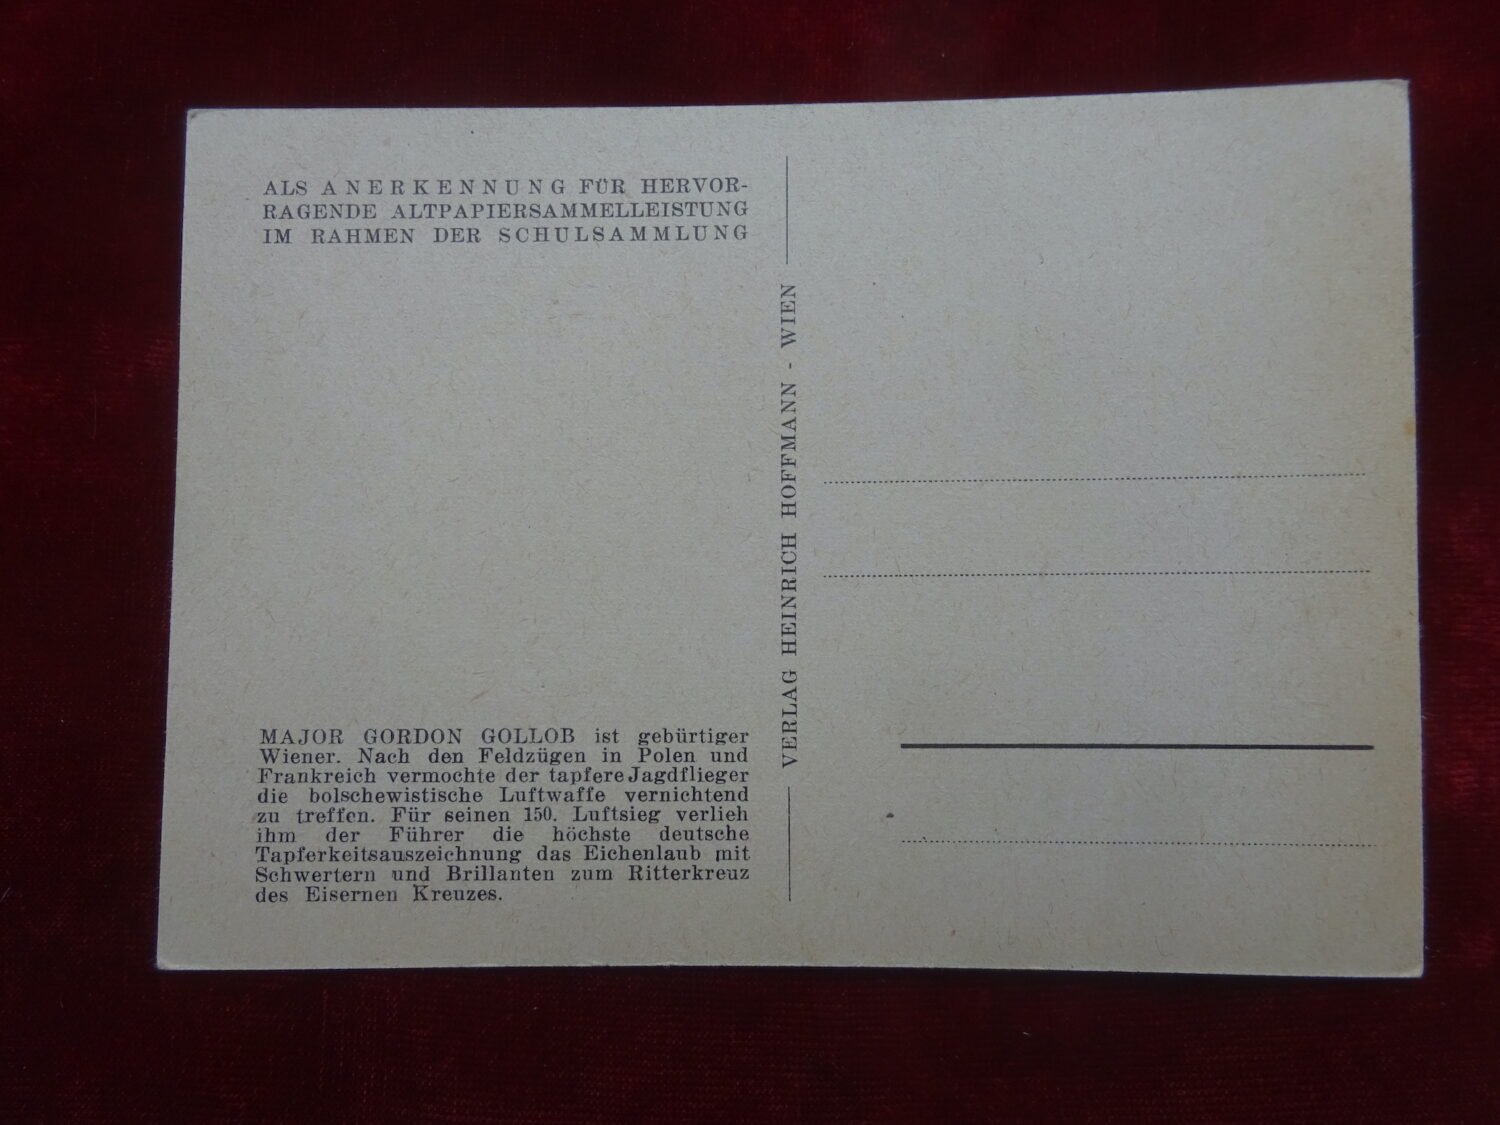 ALS ANERKENNUNG FÜR HERVOR-
RAGENDE ALTPAPIERSAMMELLEISTUNG
IM RAHMEN DER SCHULSAMMLUNG
MAJOR GORDON GOLLOB ist gebürtiger
Wiener. Nach den Feldzügen in Polen und
Frankreich vermochte der tapfere Jagdflieger
die bolschewistische Luftwaffe vernichtend
zu treffen. Für seinen 150. Luftsieg verlieh
ihm der Führer die höchste deutsche
Tapferkeitsauszeichnung das Eichenlaub mit
Schwertern und Brillanten zum Ritterkreuz
des Eisernen Kreuzes.
VERLAG HEINRICH HOFFMANN - WIEN